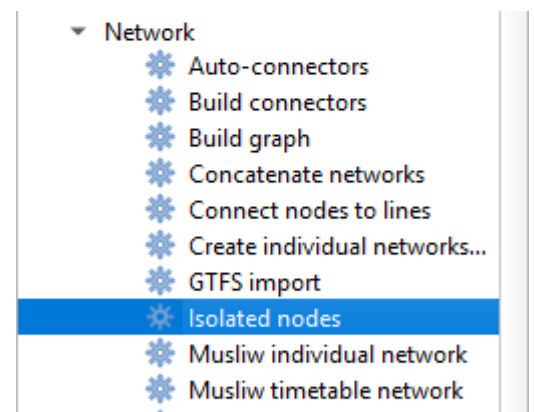 Network
Auto-connectors
Build connectors
Build graph
Concatenate networks
Connect nodes to lines
Create individual networks...
GTFS import
Isolated nodes
Musliw individual network
Musliw timetable network